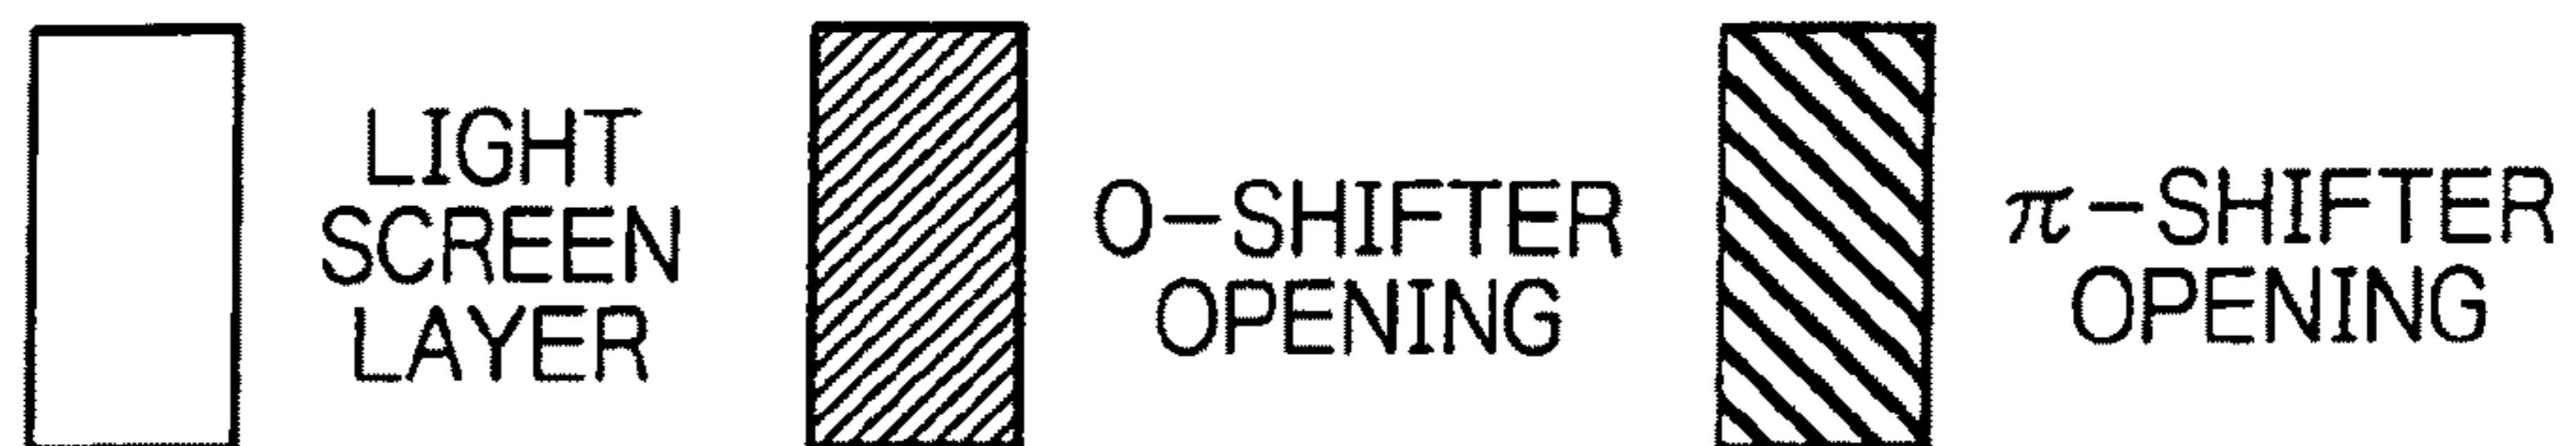 LIGHT
SCREEN
LAYER
0-SHIFTER
OPENING
π-SHIFTER
OPENING